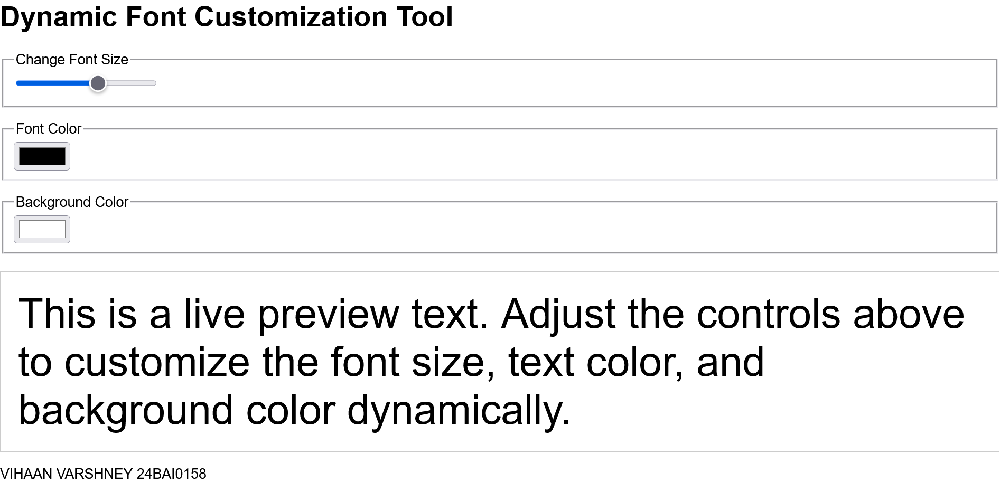 Dynamic Font Customization Tool
Change Font Size
Font Color
Background Color
This is a live preview text. Adjust the controls above
to customize the font size, text color, and
background color dynamically.
VIHAAN VARSHNEY 24BAI0158